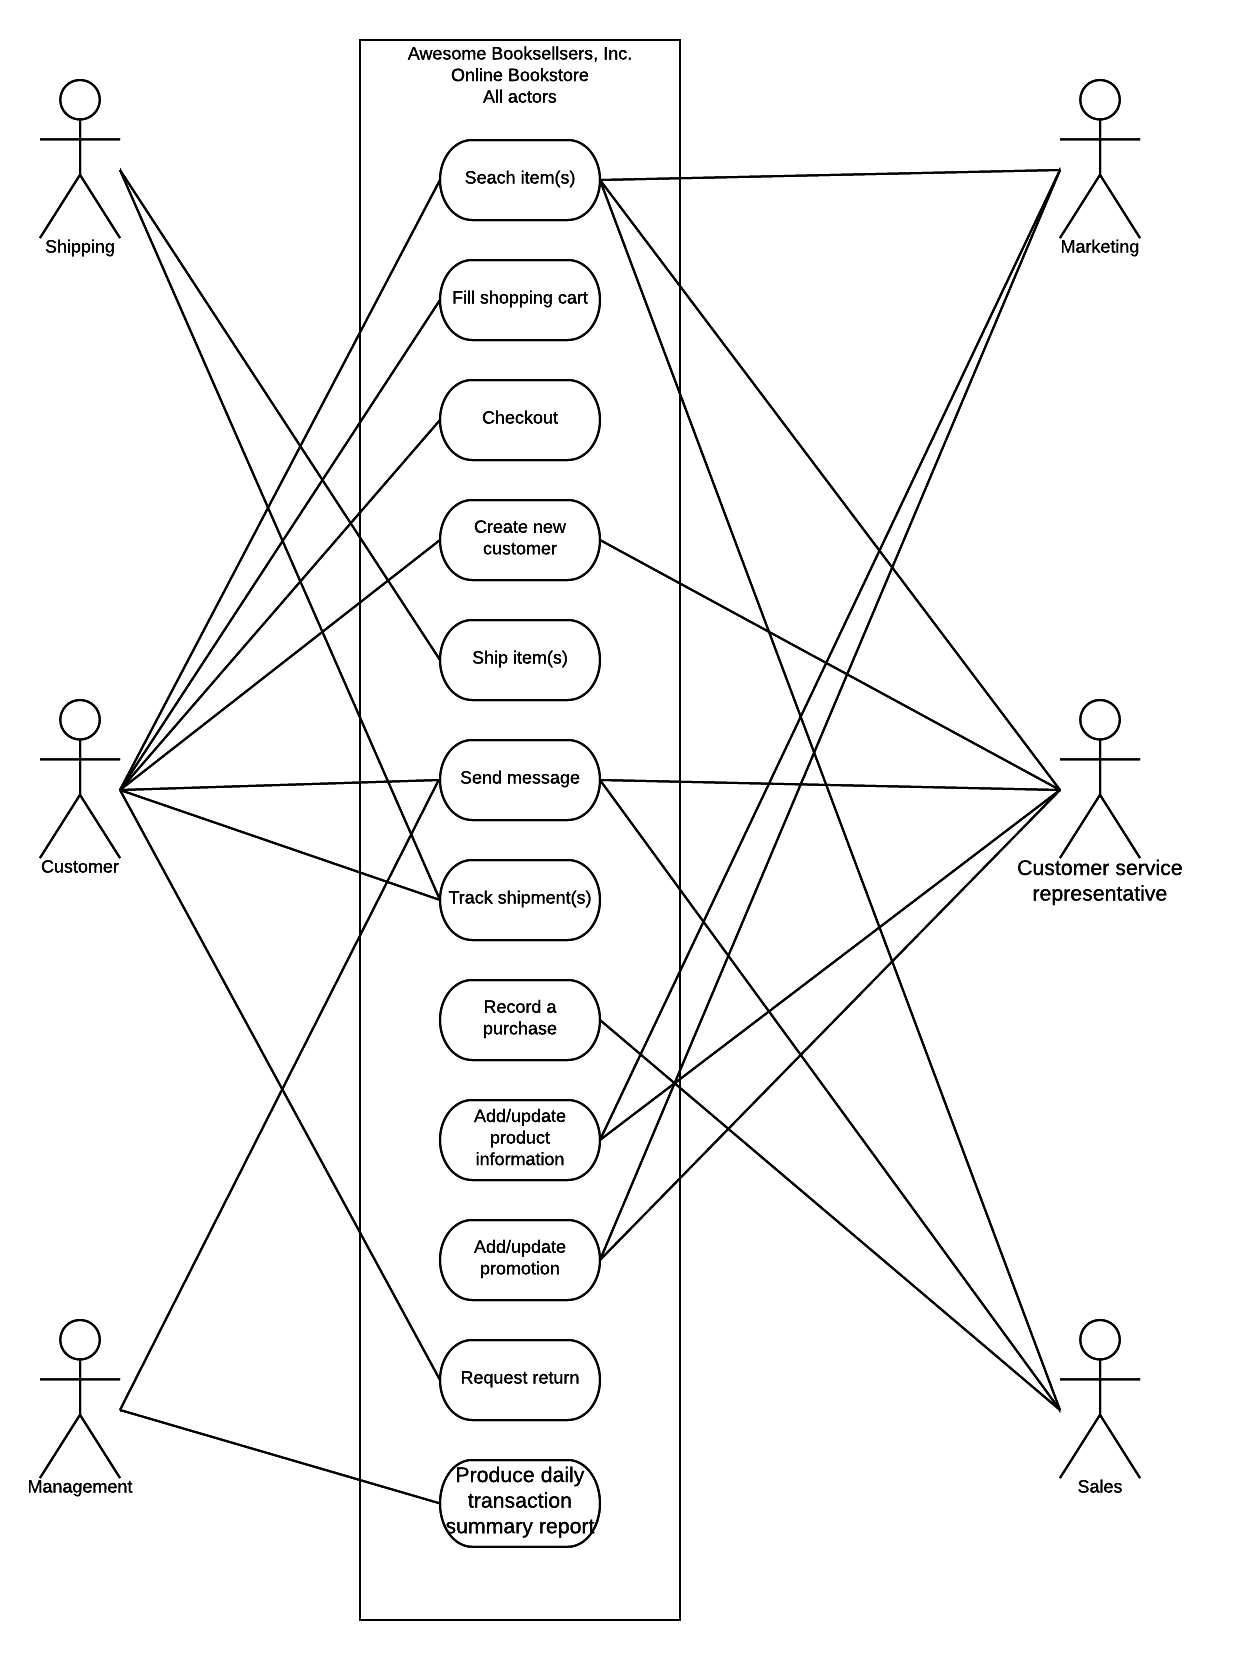 Awesome Booksellsers, Inc.
Online Bookstore
All actors
Shipping
Marketing
Seach item(s)
Fill shopping cart
Checkout
Create new
customer
Ship item(s)
Send message
Customer
Customer service
representative
Track shipment(s)
Record a
purchase
Add/update
product
information
Add/update
promotion
Request return
Management
Sales
Produce daily
transaction
summary report